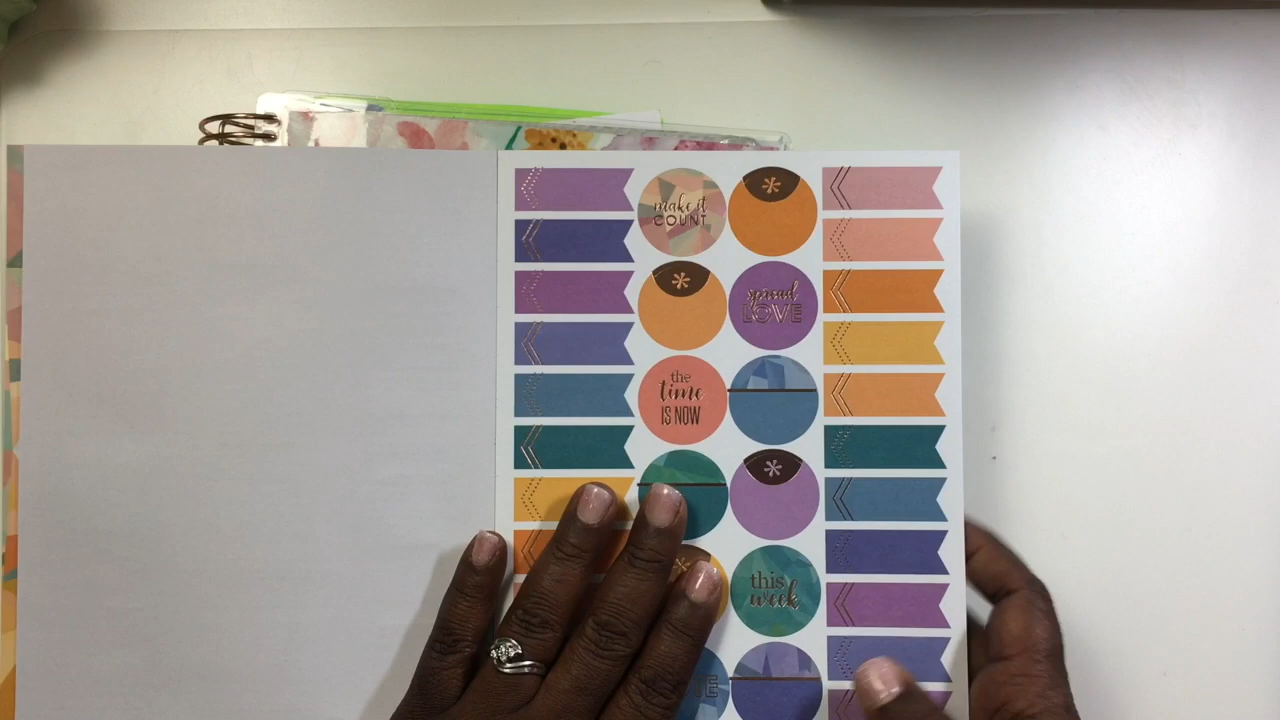 make it
COUNT
*
*
spread
LOVE
the
time
IS NOW
*
this
week